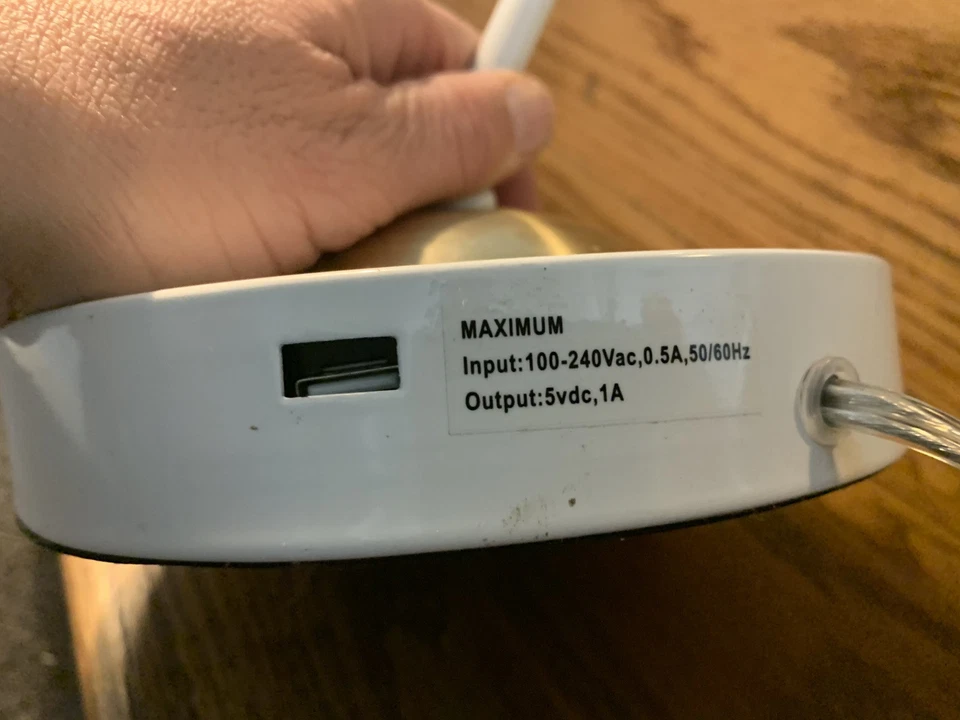 MAXIMUM
Input:100-240Vac,0.5A,50/60Hz
Output:5vdc,1A